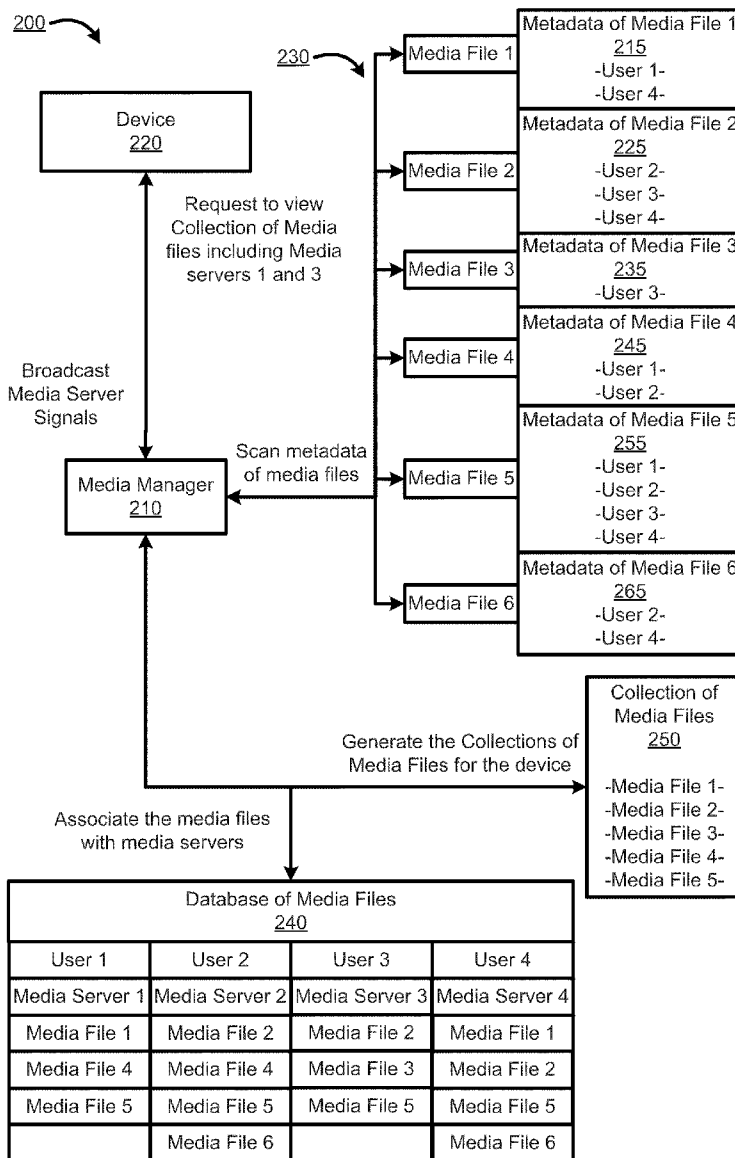 200
230
Device
220
Request to view
Collection of Media
files including Media
servers 1 and 3
Broadcast
Media Server
Signals
Scan metadata
of media files
Media Manager
210
Media File 1
Metadata of Media File 1
215
-User 1-
-User 4-
Media File 2
Metadata of Media File 2
225
-User 2-
-User 3-
-User 4-
Media File 3
Metadata of Media File 3
235
-User 3-
Media File 4
Metadata of Media File 4
245
-User 1-
-User 2-
Media File 5
Metadata of Media File 5
255
-User 1-
-User 2-
-User 3-
-User 4-
Media File 6
Metadata of Media File 6
265
-User 2-
-User 4-
Generate the Collections of
Media Files for the device
Collection of
Media Files
250
-Media File 1-
-Media File 2-
-Media File 3-
-Media File 4-
-Media File 5-
Associate the media files
with media servers
Database of Media Files
240
User 1 User 2 User 3 User 4
Media Server 1 Media Server 2 Media Server 3 Media Server 4
Media File 1 Media File 2 Media File 2 Media File 1
Media File 4 Media File 4 Media File 3 Media File 2
Media File 5 Media File 5 Media File 5 Media File 5
Media File 6 Media File 6